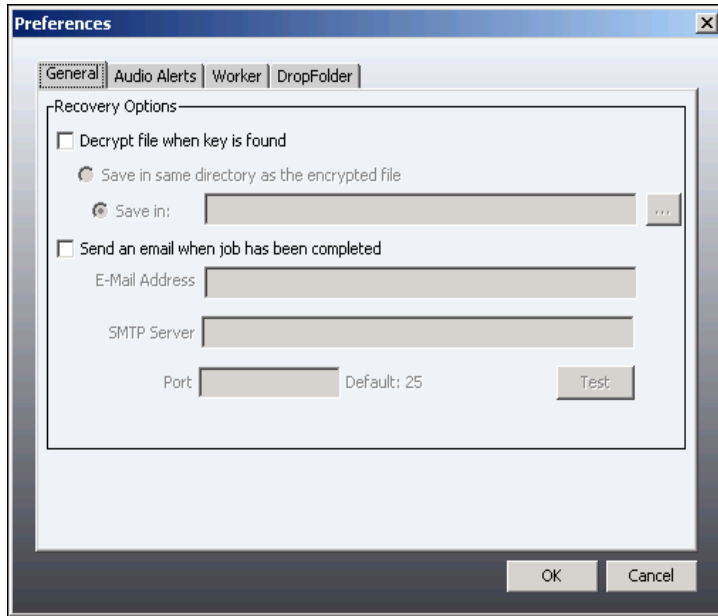 Preferences
General Audio Alerts Worker DropFolder
Recovery Options
Decrypt file when key is found
Save in same directory as the encrypted file
Save in: ...
Send an email when job has been completed
E-Mail Address
SMTP Server
Port Default: 25 Test
OK Cancel